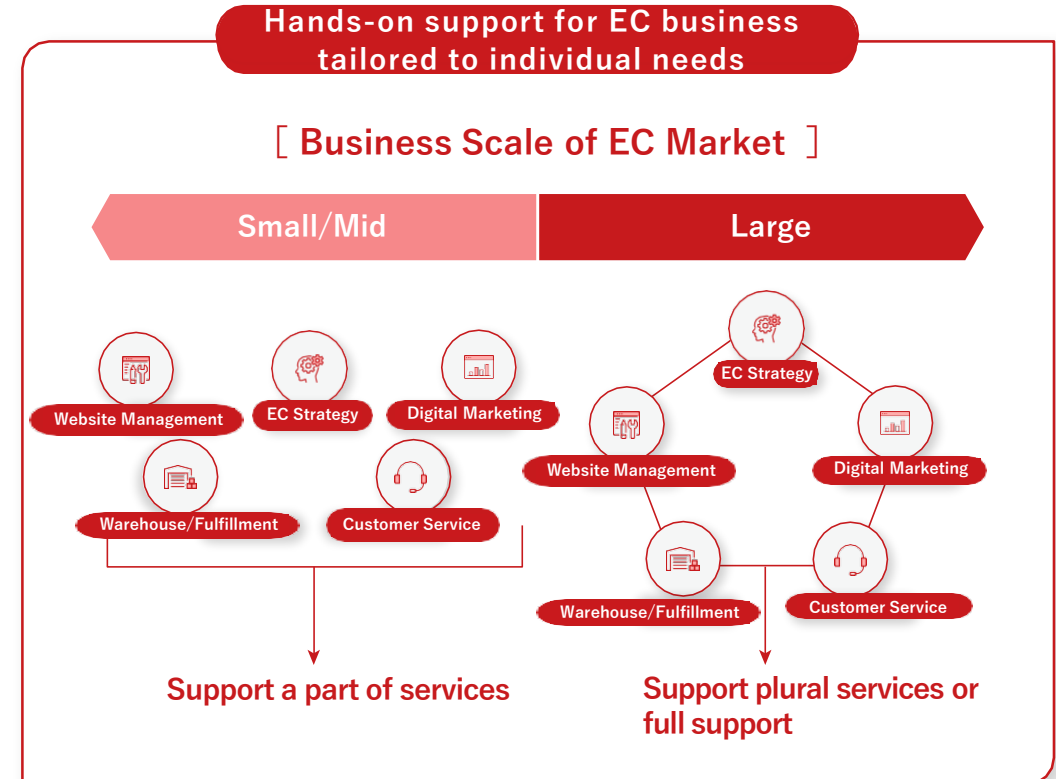 Hands-on support for EC business
tailored to individual needs
[ Business Scale of EC Market ]
Small/Mid
Large
Website Management
EC Strategy
Digital Marketing
Warehouse/Fulfillment
Customer Service
Support a part of services
EC Strategy
Website Management
Digital Marketing
Warehouse/Fulfillment
Customer Service
Support plural services or
full support